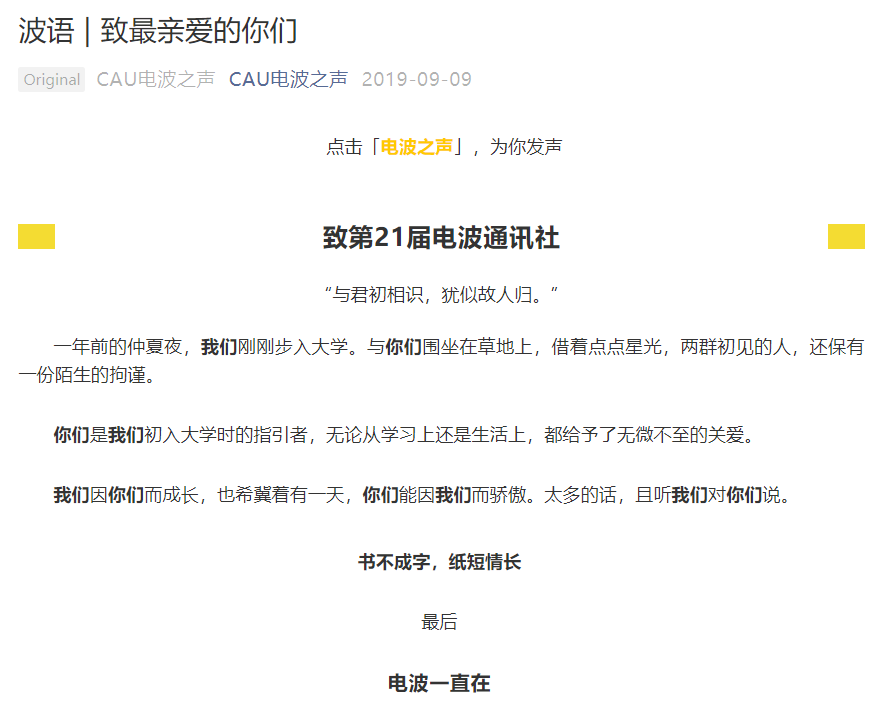 波语 | 致最亲爱的你们
Original CAU电波之声 CAU电波之声 2019-09-09
点击「电波之声」，为你发声
致第21届电波通讯社
“与君初相识，犹似故人归。”
一年前的仲夏夜，我们刚刚步入大学。与你们围坐在草地上，借着点点星光，两群初见的人，还保有
一份陌生的拘谨。
你们是我们初入大学时的指引者，无论从学习上还是生活上，都给予了无微不至的关爱。
我们因你们而成长，也希冀着有一天，你们能因我们而骄傲。太多的话，且听我们对你们说。
书不成字，纸短情长
最后
电波一直在